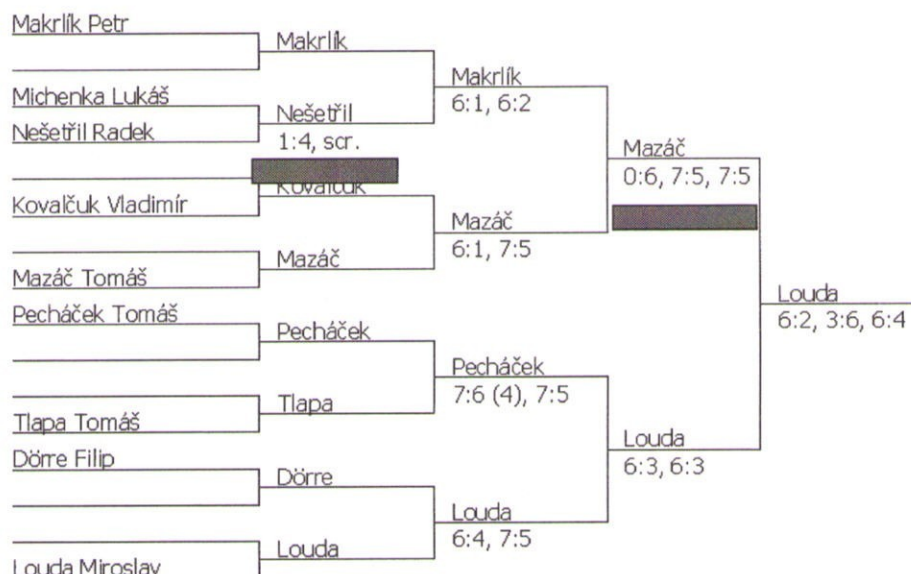 Makrlík Petr
Michenka Lukáš
Nešetřil Radek
Kovalčuk Vladimír
Mazáč Tomáš
Pecháček Tomáš
Tlapa Tomáš
Dörre Filip
Louda Miroslav
Makrlík
Nešetřil
1:4, scr.
Kovalčuk
Mazáč
Pecháček
Tlapa
Dörre
Louda
Makrlík
6:1, 6:2
Mazáč
6:1, 7:5
Pecháček
7:6 (4), 7:5
Louda
6:4, 7:5
Mazáč
0:6, 7:5, 7:5
Louda
6:3, 6:3
Louda
6:2, 3:6, 6:4